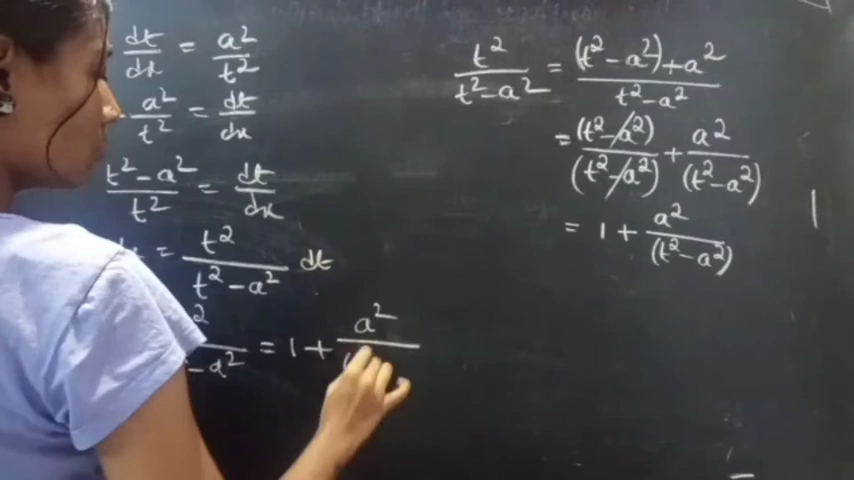 dt/dx = a²/t²
a²/t² = dt/dx
t² - a²/t² = dt/dx
= t²/t² - a² dt
2/- a² = 1 + a²/
t²/t² - a² = (t² - a²) + a²/t² - a²
= (t² - a²)/(t² - a²) + a²/(t² - a²)
= 1 + a²/(t² - a²)